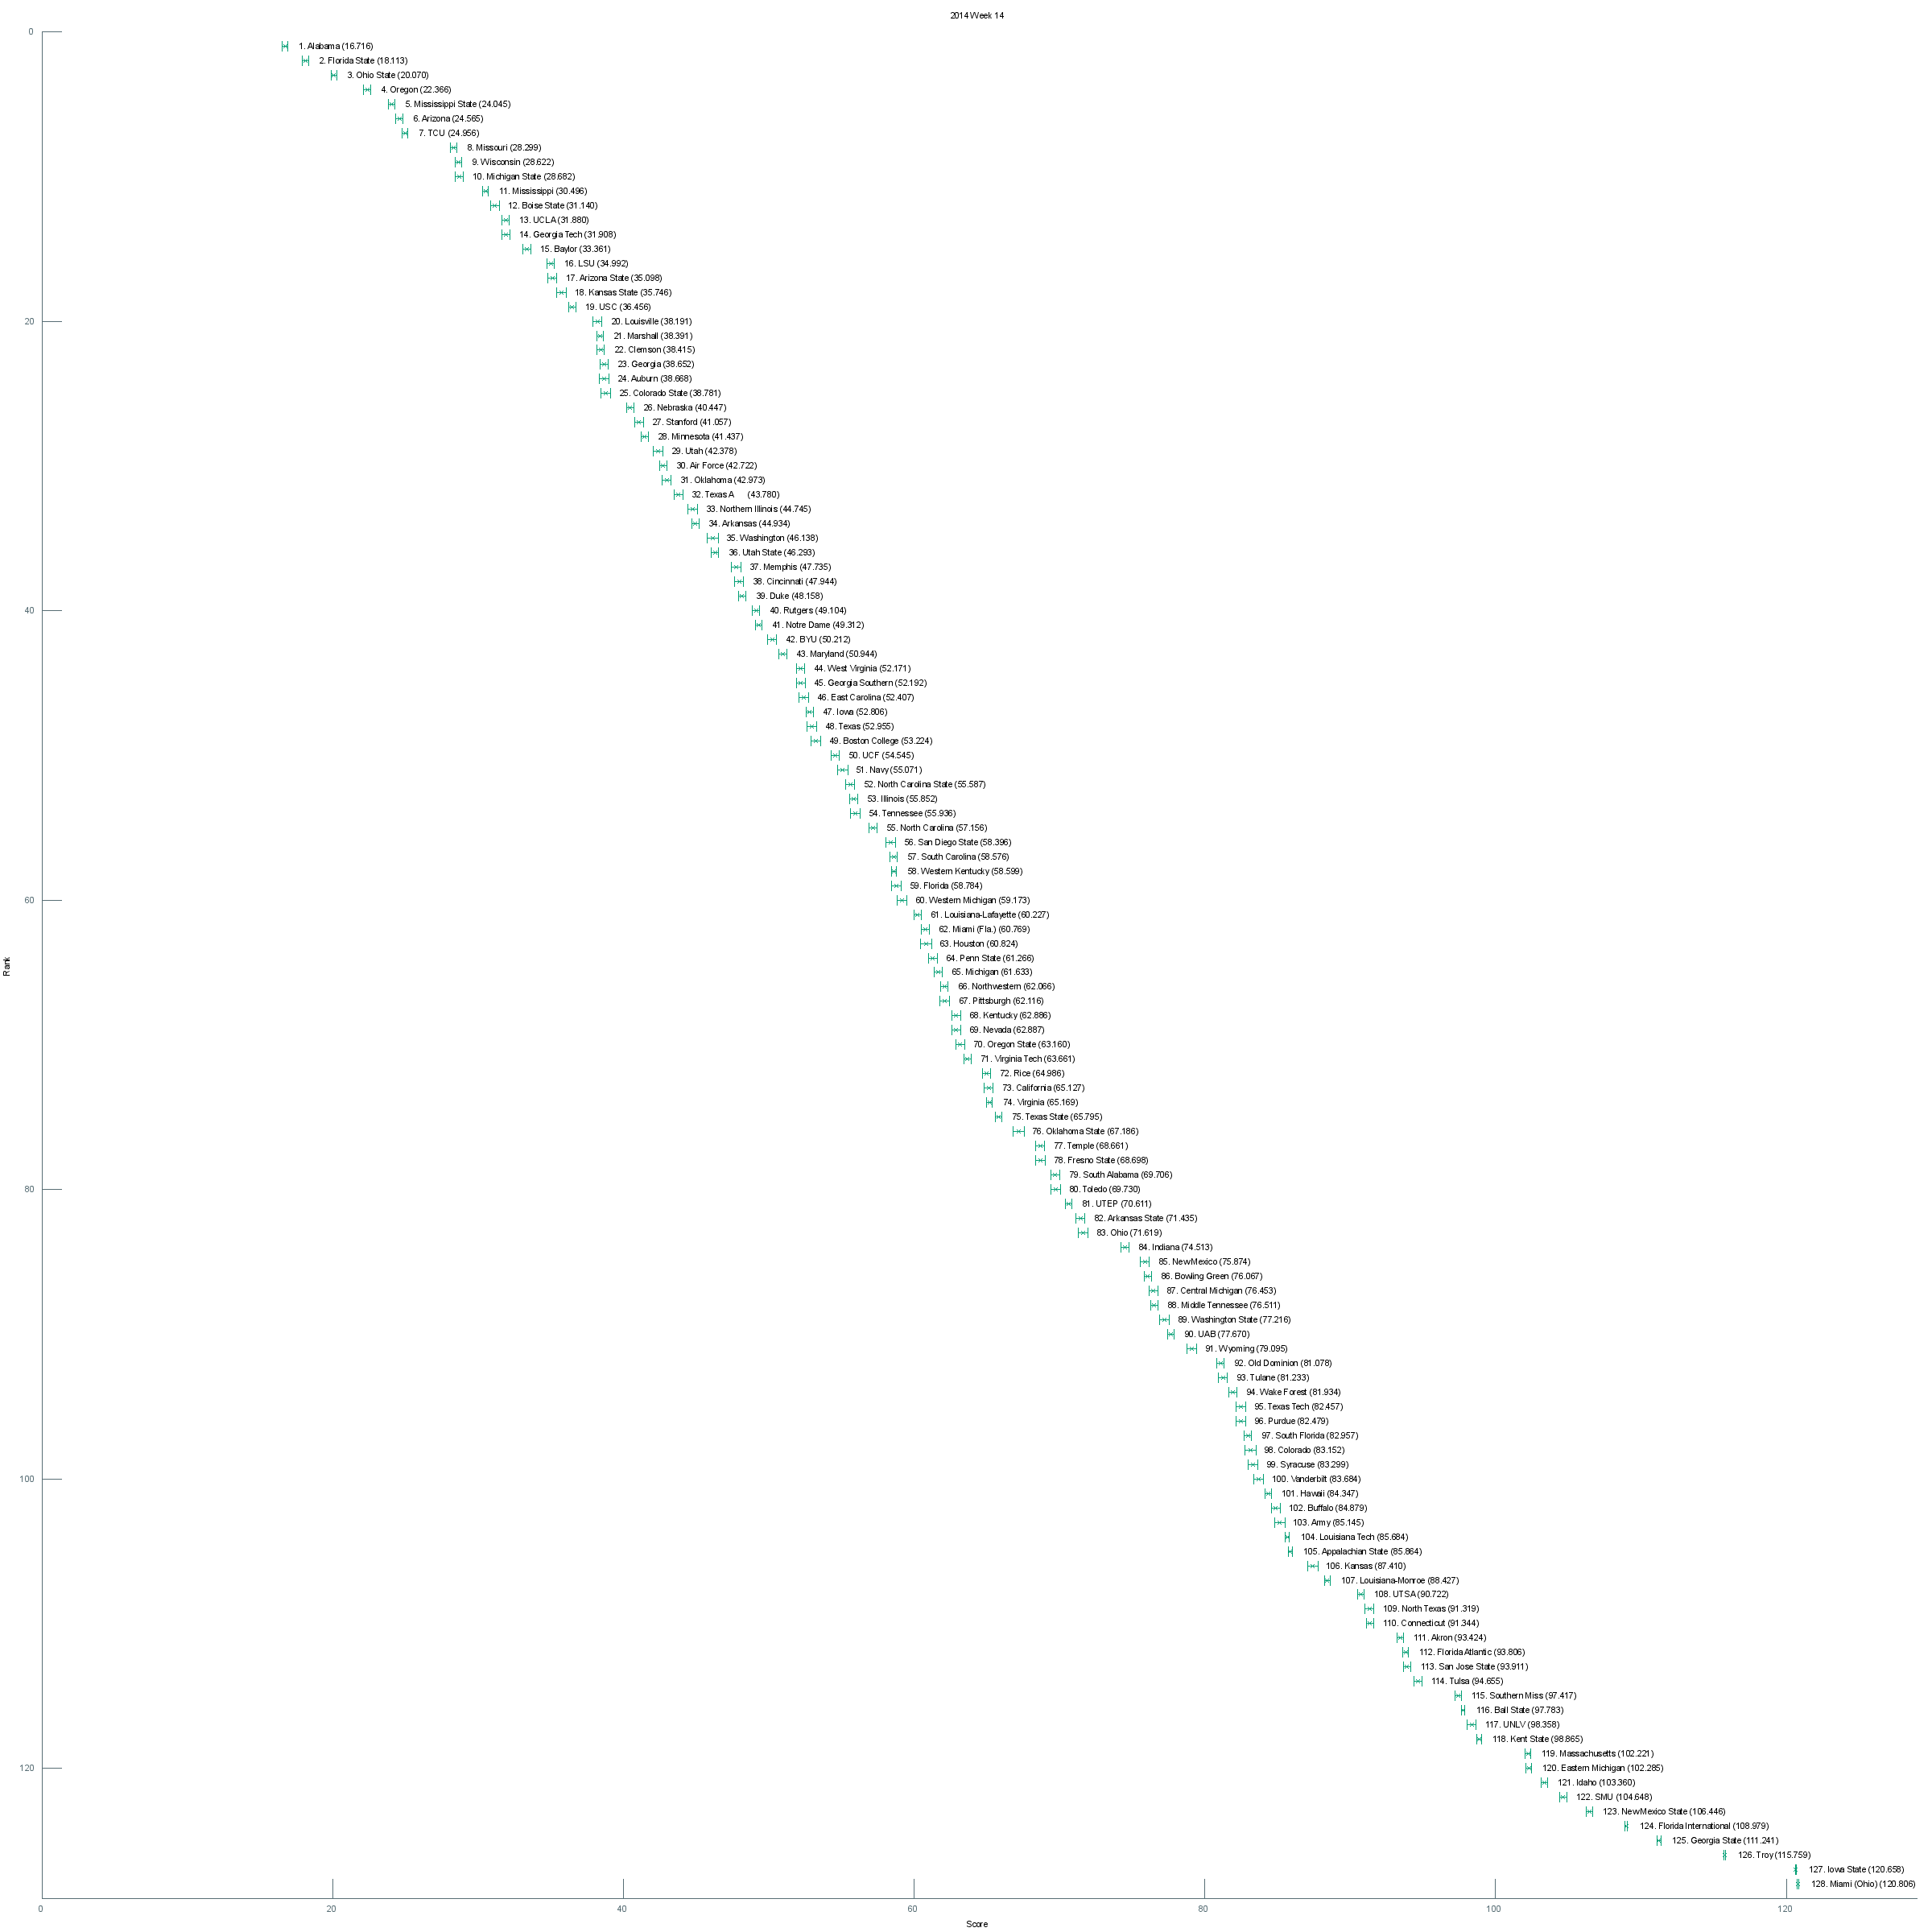 2014 Week 14
0
1. Alabama (16.716)
2. Florida State (18.113)
3. Ohio State (20.070)
4. Oregon (22.366)
5. Mississippi State (24.045)
6. Arizona (24.565)
7. TCU (24.956)
8. Missouri (28.299)
9. Wisconsin (28.622)
10. Michigan State (28.682)
11. Mississippi (30.496)
12. Boise State (31.140)
13. UCLA (31.880)
14. Georgia Tech (31.908)
15. Baylor (33.361)
16. LSU (34.992)
17. Arizona State (35.098)
18. Kansas State (35.746)
19. USC (36.456)
20
20. Louisville (38.191)
21. Marshall (38.391)
22. Clemson (38.415)
23. Georgia (38.652)
24. Auburn (38.668)
25. Colorado State (38.781)
26. Nebraska (40.447)
27. Stanford (41.057)
28. Minnesota (41.437)
29. Utah (42.378)
30. Air Force (42.722)
31. Oklahoma (42.973)
32. Texas A (43.780)
33. Northern Illinois (44.745)
34. Arkansas (44.934)
35. Washington (46.138)
36. Utah State (46.293)
37. Memphis (47.735)
38. Cincinnati (47.944)
39. Duke (48.158)
40
40. Rutgers (49.104)
41. Notre Dame (49.312)
42. BYU (50.212)
43. Maryland (50.944)
44. West Virginia (52.171)
45. Georgia Southern (52.192)
46. East Carolina (52.407)
47. Iowa (52.806)
48. Texas (52.955)
49. Boston College (53.224)
50. UCF (54.545)
51. Navy (55.071)
52. North Carolina State (55.587)
53. Illinois (55.852)
54. Tennessee (55.936)
55. North Carolina (57.156)
56. San Diego State (58.396)
57. South Carolina (58.576)
58. Western Kentucky (58.599)
59. Florida (58.784)
60
60. Western Michigan (59.173)
61. Louisiana-Lafayette (60.227)
62. Miami (Fla.) (60.769)
63. Houston (60.824)
64. Penn State (61.266)
Rank
65. Michigan (61.633)
66. Northwestern (62.066)
67. Pittsburgh (62.116)
68. Kentucky (62.886)
69. Nevada (62.887)
70. Oregon State (63.160)
71. Virginia Tech (63.661)
72. Rice (64.986)
73. California (65.127)
74. Virginia (65.169)
75. Texas State (65.795)
76. Oklahoma State (67.186)
77. Temple (68.661)
78. Fresno State (68.698)
79. South Alabama (69.706)
80
80. Toledo (69.730)
81. UTEP (70.611)
82. Arkansas State (71.435)
83. Ohio (71.619)
84. Indiana (74.513)
85. New Mexico (75.874)
86. Bowling Green (76.067)
87. Central Michigan (76.453)
88. Middle Tennessee (76.511)
89. Washington State (77.216)
90. UAB (77.670)
91. Wyoming (79.095)
92. Old Dominion (81.078)
93. Tulane (81.233)
94. Wake Forest (81.934)
95. Texas Tech (82.457)
96. Purdue (82.479)
97. South Florida (82.957)
98. Colorado (83.152)
99. Syracuse (83.299)
100
100. Vanderbilt (83.684)
101. Hawaii (84.347)
102. Buffalo (84.879)
103. Army (85.145)
104. Louisiana Tech (85.684)
105. Appalachian State (85.864)
106. Kansas (87.410)
107. Louisiana-Monroe (88.427)
108. UTSA (90.722)
109. North Texas (91.319)
110. Connecticut (91.344)
111. Akron (93.424)
112. Florida Atlantic (93.806)
113. San Jose State (93.911)
114. Tulsa (94.655)
115. Southern Miss (97.417)
116. Ball State (97.783)
117. UNLV (98.358)
118. Kent State (98.865)
119. Massachusetts (102.221)
120
120. Eastern Michigan (102.285)
121. Idaho (103.360)
122. SMU (104.648)
123. New Mexico State (106.446)
124. Florida International (108.979)
125. Georgia State (111.241)
126. Troy (115.759)
127. Iowa State (120.658)
128. Miami (Ohio) (120.806)
0 20 40 60 80 100 120
Score